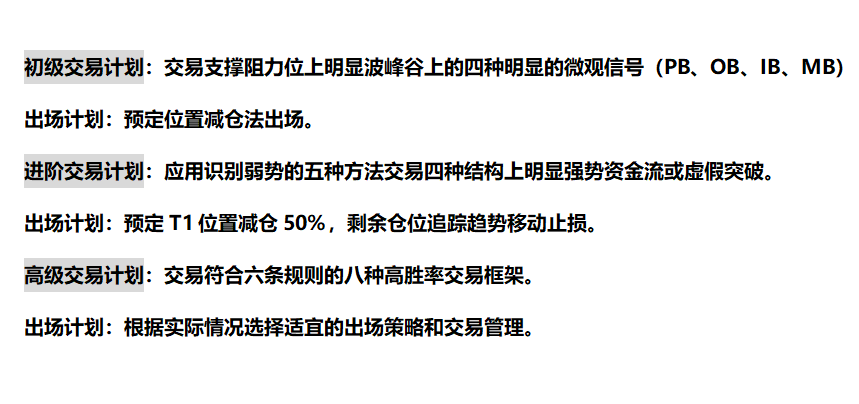 初级交易计划：交易支撑阻力位上明显波峰谷上的四种明显的微观信号（PB、OB、IB、MB）
出场计划：预定位置减仓法出场。
进阶交易计划：应用识别弱势的五种方法交易四种结构上明显强势资金流或虚假突破。
出场计划：预定 T1 位置减仓 50%，剩余仓位追踪趋势移动止损。
高级交易计划：交易符合六条规则的八种高胜率交易框架。
出场计划：根据实际情况选择适宜的出场策略和交易管理。